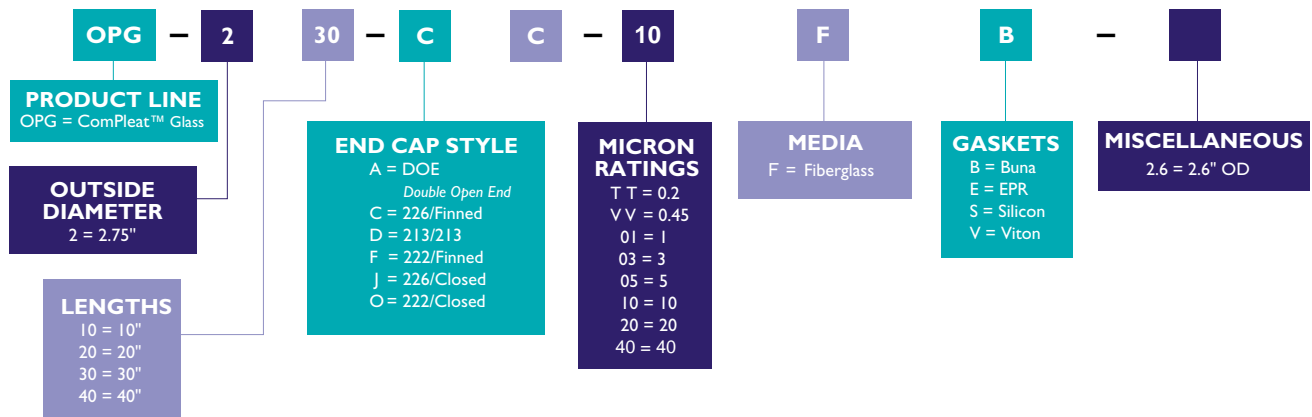 OPG – 2 30 – C C – 10 F B –
PRODUCT LINE
OPG = ComPleat™ Glass
OUTSIDE
DIAMETER
2 = 2.75"
LENGTHS
10 = 10"
20 = 20"
30 = 30"
40 = 40"
END CAP STYLE
A = DOE
Double Open End
C = 226/Finned
D = 213/213
F = 222/Finned
J = 226/Closed
O = 222/Closed
MICRON
RATINGS
TT = 0.2
VV = 0.45
01 = 1
03 = 3
05 = 5
10 = 10
20 = 20
40 = 40
MEDIA
F = Fiberglass
GASKETS
B = Buna
E = EPR
S = Silicon
V = Viton
MISCELLANEOUS
2.6 = 2.6" OD